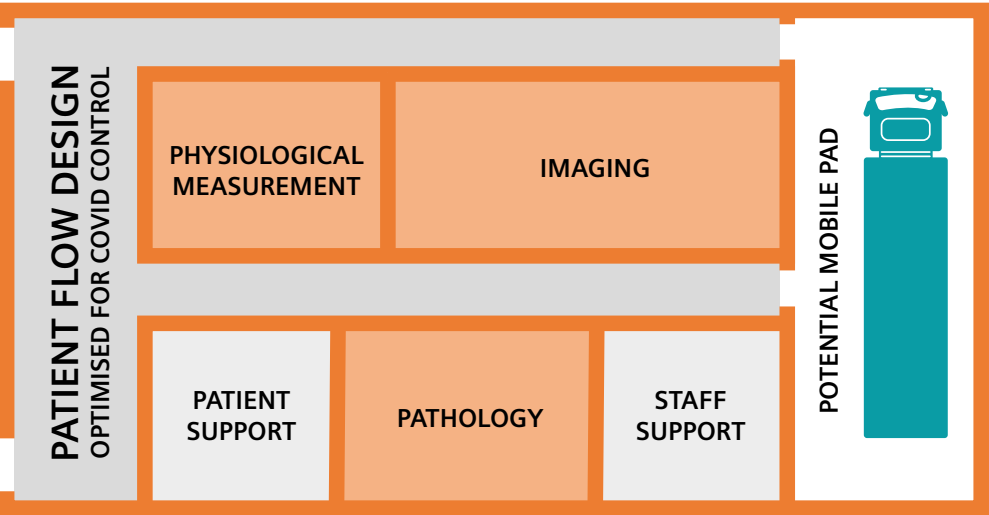 PATIENT FLOW DESIGN
OPTIMISED FOR COVID CONTROL
PHYSIOLOGICAL
MEASUREMENT
IMAGING
PATIENT
SUPPORT
PATHOLOGY
STAFF
SUPPORT
POTENTIAL MOBILE PAD